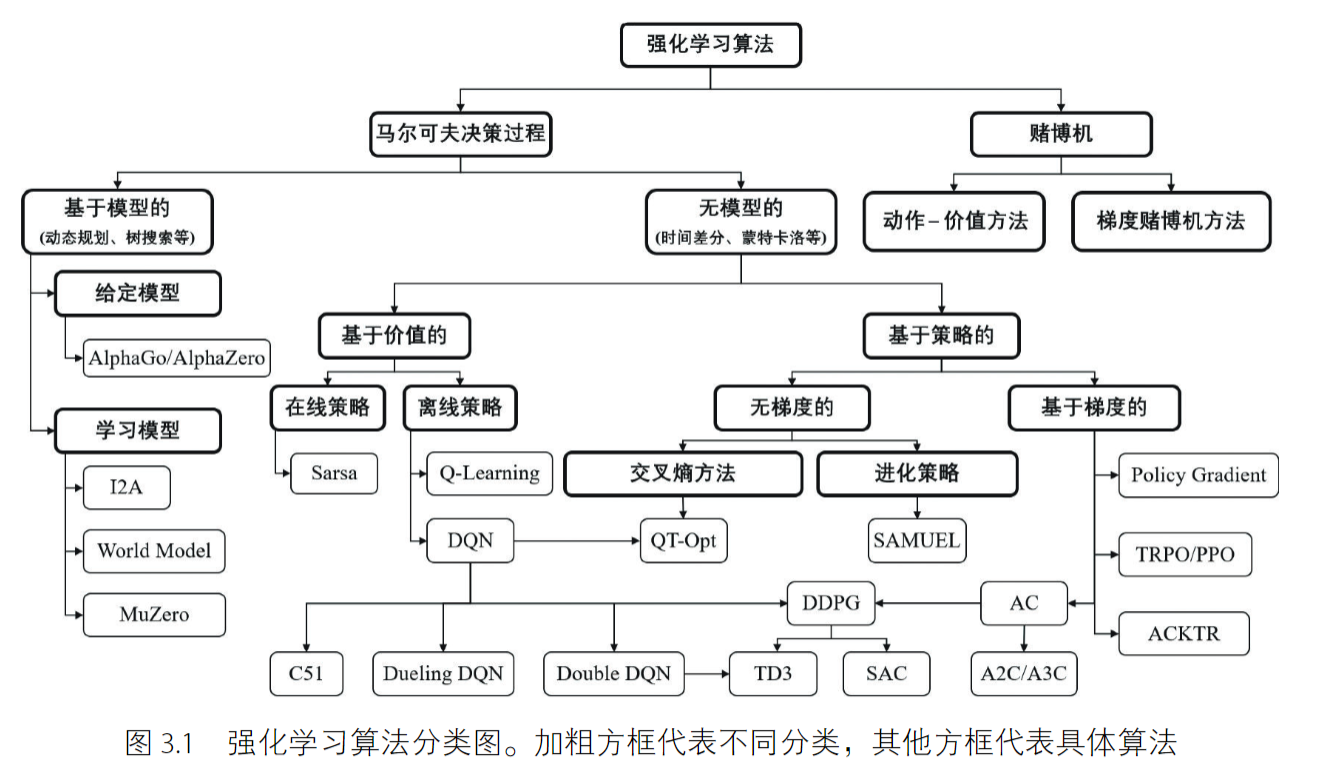 强化学习算法
马尔可夫决策过程
赌博机
基于模型的
(动态规划、树搜索等)
无模型的
(时间差分、蒙特卡洛等)
动作–价值方法
梯度赌博机方法
给定模型
AlphaGo/AlphaZero
学习模型
I2A
World Model
MuZero
基于价值的
基于策略的
在线策略
离线策略
无梯度的
基于梯度的
Sarsa
Q-Learning
交叉熵方法
进化策略
Policy Gradient
DQN
QT-Opt
SAMUEL
TRPO/PPO
DDPG
AC
ACKTR
C51
Dueling DQN
Double DQN
TD3
SAC
A2C/A3C
图 3.1 强化学习算法分类图。加粗方框代表不同分类，其他方框代表具体算法